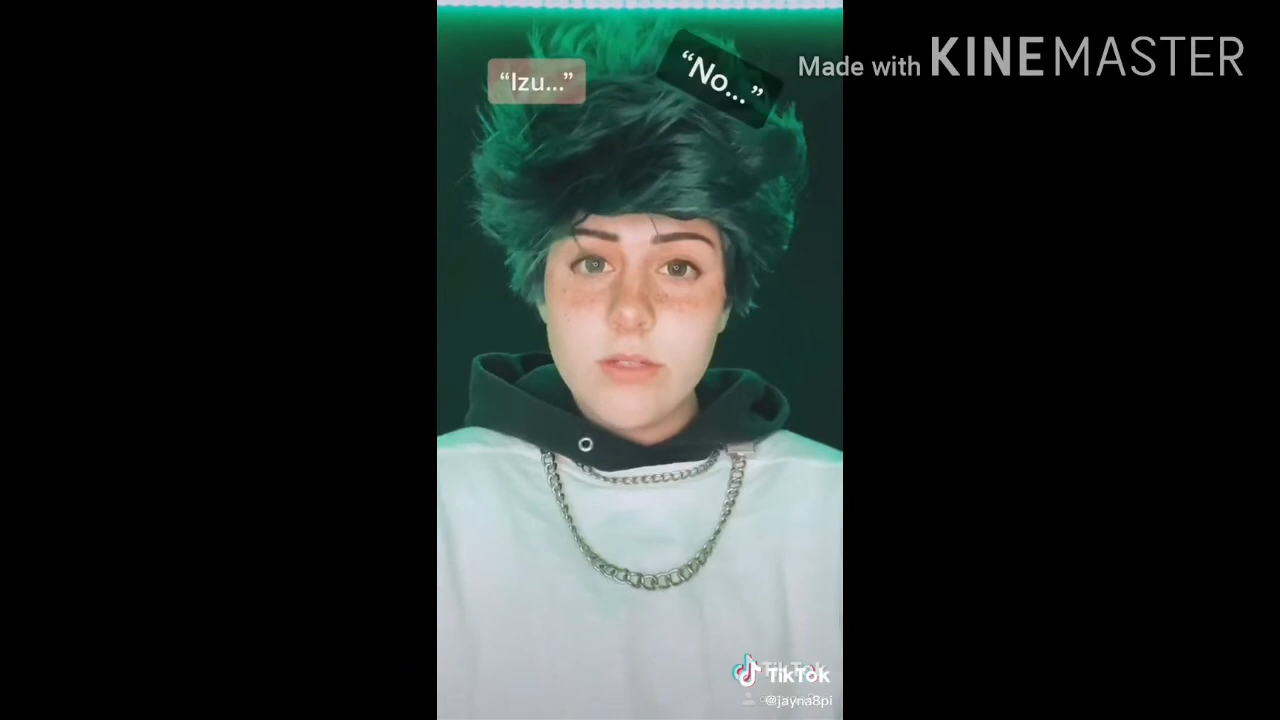 “Izu...”
“No...”
Made with KINEMASTER
TikTok
@jayna8pi